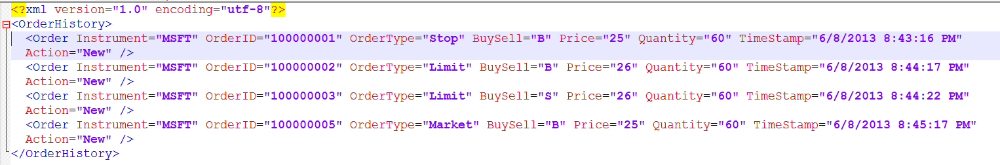 <?xml version="1.0" encoding="utf-8"?>
<OrderHistory>
<Order Instrument="MSFT" OrderID="100000001" OrderType="Stop" BuySell="B" Price="25" Quantity="60" TimeStamp="6/8/2013 8:43:16 PM"
Action="New" />
<Order Instrument="MSFT" OrderID="100000002" OrderType="Limit" BuySell="B" Price="26" Quantity="60" TimeStamp="6/8/2013 8:44:17 PM"
Action="New" />
<Order Instrument="MSFT" OrderID="100000003" OrderType="Limit" BuySell="S" Price="26" Quantity="60" TimeStamp="6/8/2013 8:44:22 PM"
Action="New" />
<Order Instrument="MSFT" OrderID="100000005" OrderType="Market" BuySell="B" Price="25" Quantity="60" TimeStamp="6/8/2013 8:45:17 PM"
Action="New" />
</OrderHistory>